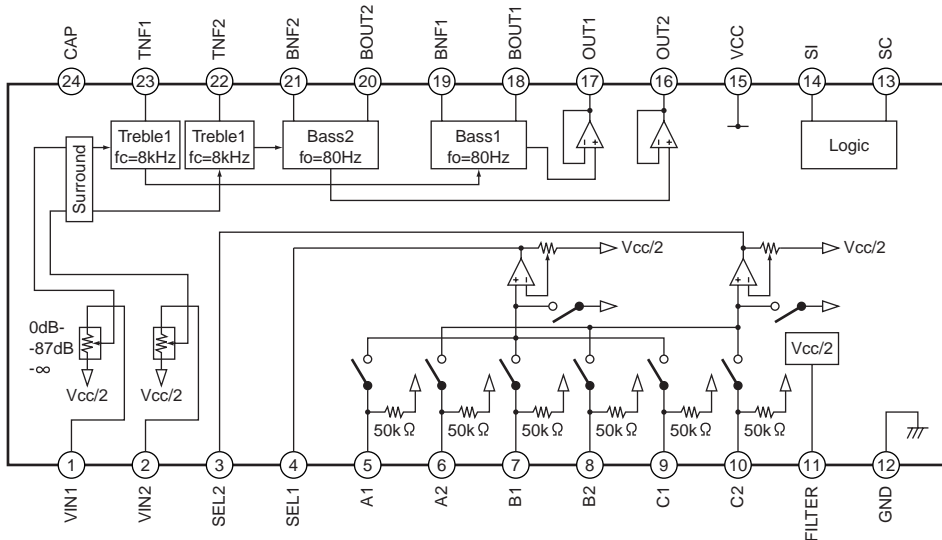 CAP
TNF1
TNF2
BNF2
BOUT2
BNF1
BOUT1
OUT1
OUT2
VCC
SI
SC
24
23
22
21
20
19
18
17
16
15
14
13
Surround
Treble1
fc=8kHz
Treble1
fc=8kHz
Bass2
fo=80Hz
Bass1
fo=80Hz
Logic
Vcc/2
Vcc/2
0dB-
-87dB
-∞
Vcc/2
Vcc/2
Vcc/2
50kΩ
50kΩ
50kΩ
50kΩ
50kΩ
50kΩ
1
2
3
4
5
6
7
8
9
10
11
12
VIN1
VIN2
SEL2
SEL1
A1
A2
B1
B2
C1
C2
FILTER
GND